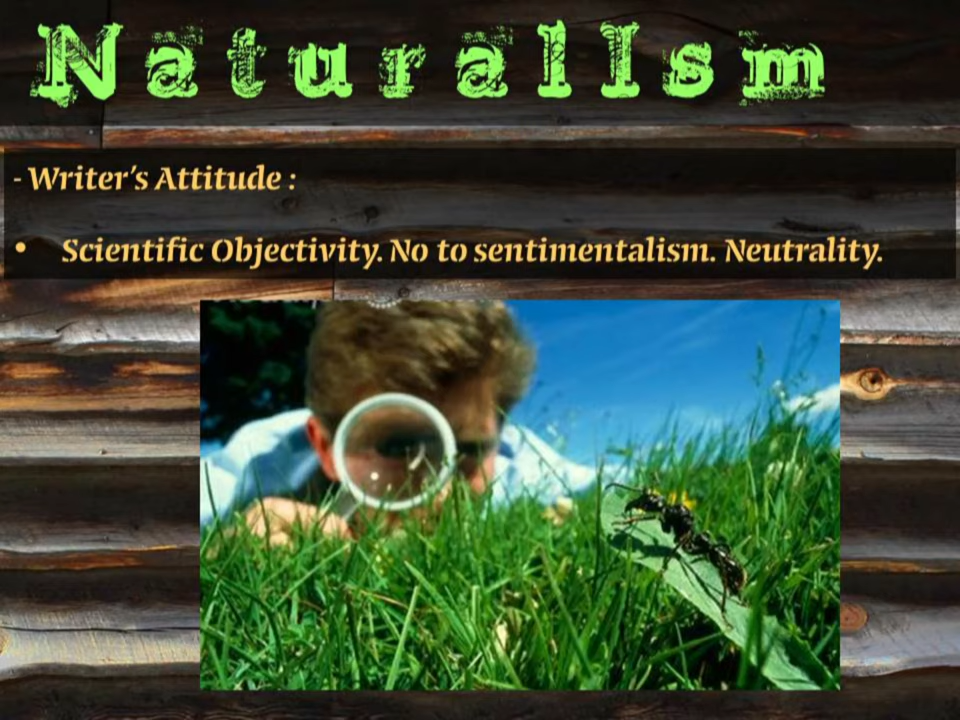 Naturalism
- Writer's Attitude :
• Scientific Objectivity. No to sentimentalism. Neutrality.